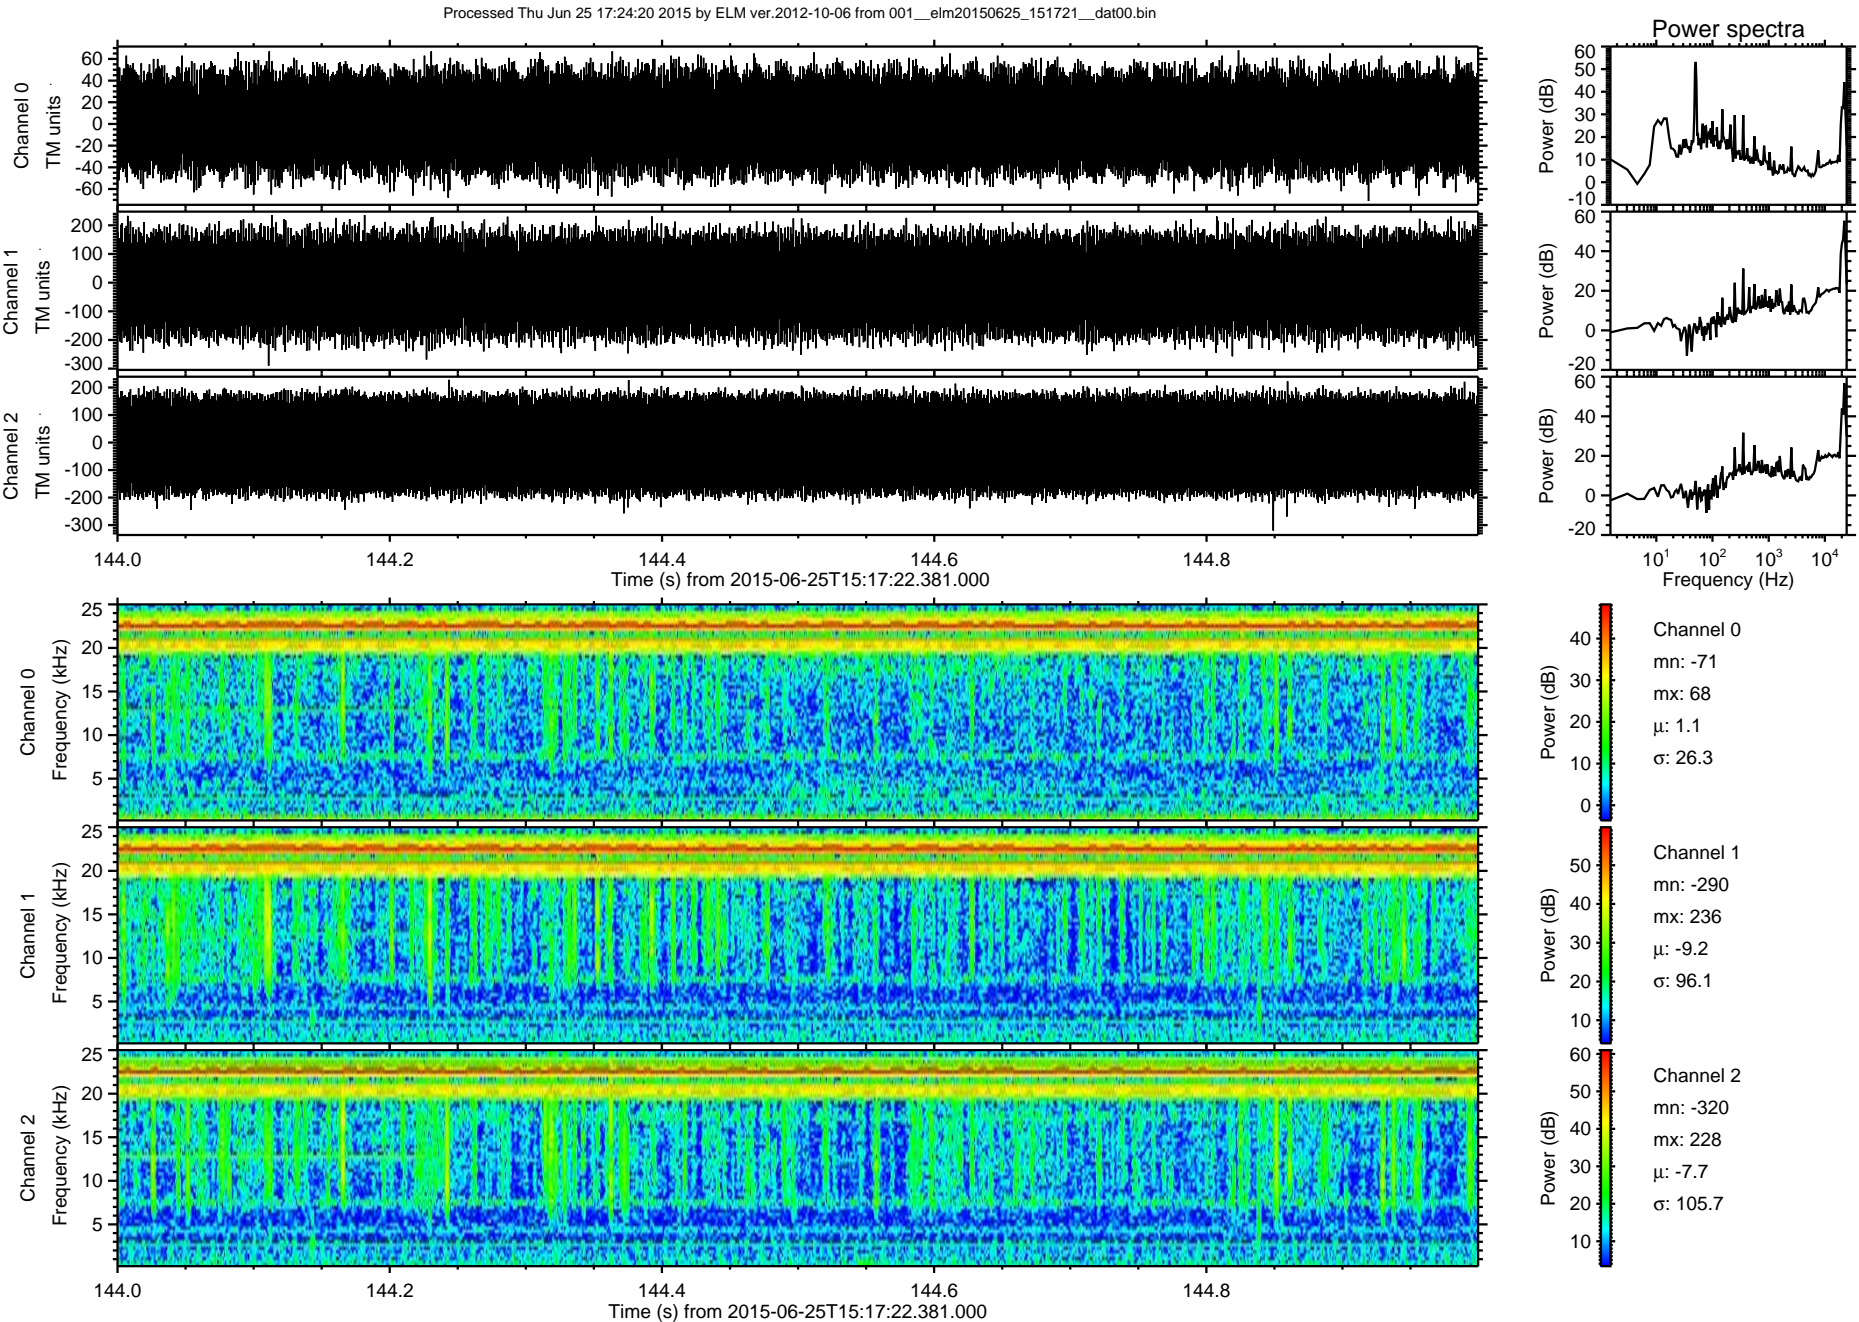 Processed Thu Jun 25 17:24:20 2015 by ELM ver.2012-10-06 from 001__elm20150625_151721__dat00.bin
Power spectra
Channel 0
TM units
60
40
20
0
-20
-40
-60
Power (dB)
60
50
40
30
20
10
0
-10
Channel 1
TM units
200
100
0
-100
-200
-300
Power (dB)
60
40
20
0
-20
Channel 2
TM units
200
100
0
-100
-200
-300
Power (dB)
60
40
20
0
-20
144.0 144.2 144.4 144.6 144.8
Time (s) from 2015-06-25T15:17:22.381.000
10¹ 10² 10³ 10⁴
Frequency (Hz)
Channel 0
Frequency (kHz)
25
20
15
10
5
Power (dB)
40
30
20
10
0
Channel 0
mn: -71
mx: 68
μ: 1.1
σ: 26.3
Channel 1
Frequency (kHz)
25
20
15
10
5
Power (dB)
50
40
30
20
10
Channel 1
mn: -290
mx: 236
μ: -9.2
σ: 96.1
Channel 2
Frequency (kHz)
25
20
15
10
5
Power (dB)
60
50
40
30
20
10
Channel 2
mn: -320
mx: 228
μ: -7.7
σ: 105.7
144.0 144.2 144.4 144.6 144.8
Time (s) from 2015-06-25T15:17:22.381.000